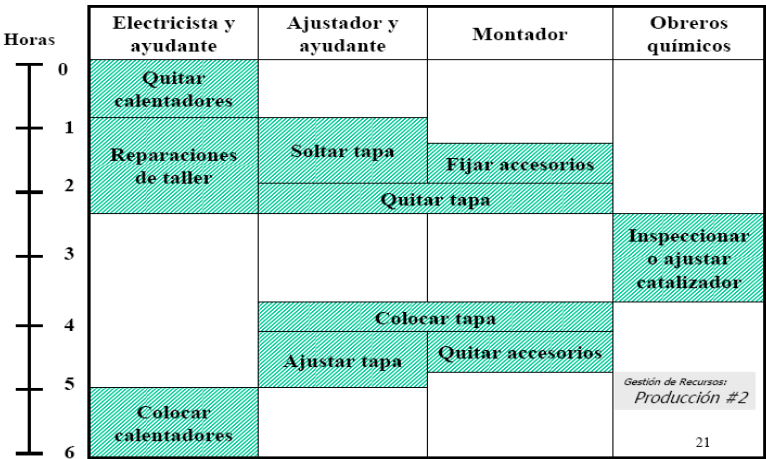 Horas
Electricista y
ayudante
Ajustador y
ayudante
Montador
Obreros
químicos
0
Quitar
calentadores
1
Reparaciones
de taller
Soltar tapa
Fijar accesorios
2
Quitar tapa
3
Inspeccionar
o ajustar
catalizador
4
Colocar tapa
Ajustar tapa
Quitar accesorios
5
Gestión de Recursos:
Producción #2
Colocar
calentadores
21
6